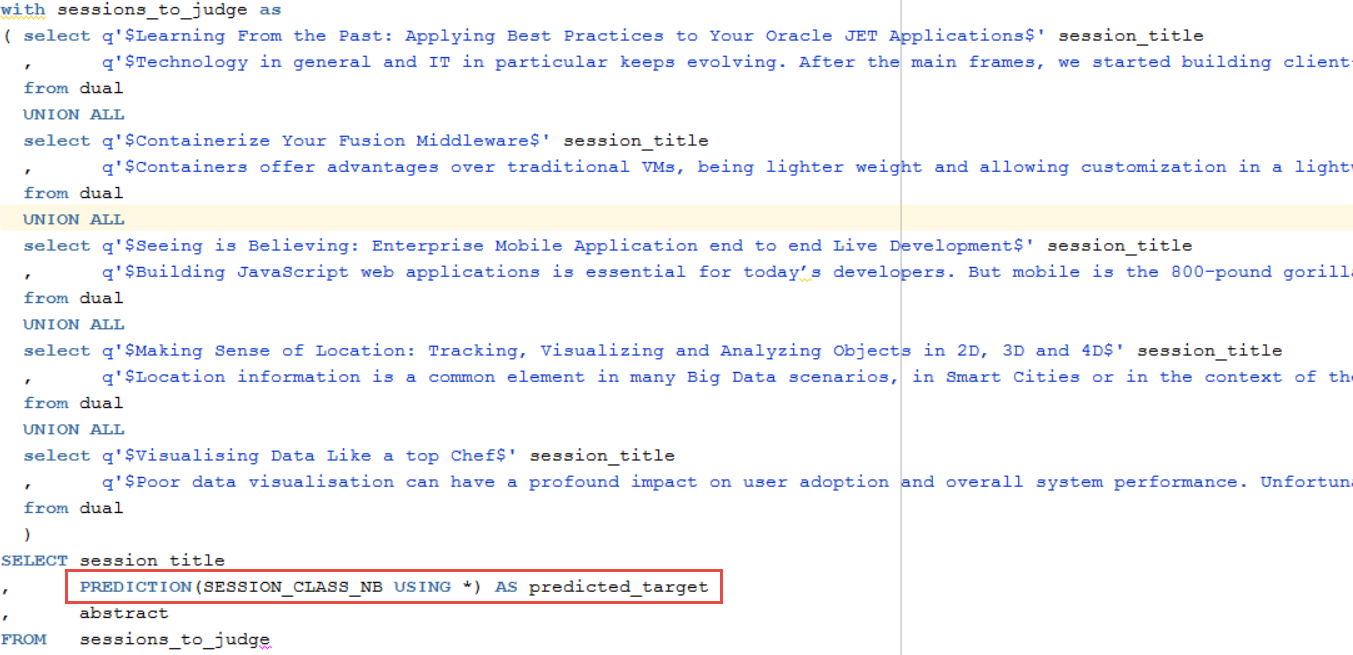 with sessions_to_judge as
( select q'$Learning From the Past: Applying Best Practices to Your Oracle JET Applications$' session_title
, q'$Technology in general and IT in particular keeps evolving. After the main frames, we started building client-
from dual
UNION ALL
select q'$Containerize Your Fusion Middleware$' session_title
, q'$Containers offer advantages over traditional VMs, being lighter weight and allowing customization in a
from dual
UNION ALL
select q'$Seeing is Believing: Enterprise Mobile Application end to end Live Development$' session_title
, q'$Building JavaScript web applications is essential for today’s developers. But mobile is the 800-pound
from dual
UNION ALL
select q'$Making Sense of Location: Tracking, Visualizing and Analyzing Objects in 2D, 3D and 4D$' session_title
, q'$Location information is a common element in many Big Data scenarios, in Smart Cities or in the context of
from dual
UNION ALL
select q'$Visualising Data Like a top Chef$' session_title
, q'$Poor data visualisation can have a profound impact on user adoption and overall system performance.
from dual
)
SELECT session_title
, PREDICTION(SESSION_CLASS_NB USING *) AS predicted_target
, abstract
FROM sessions_to_judge